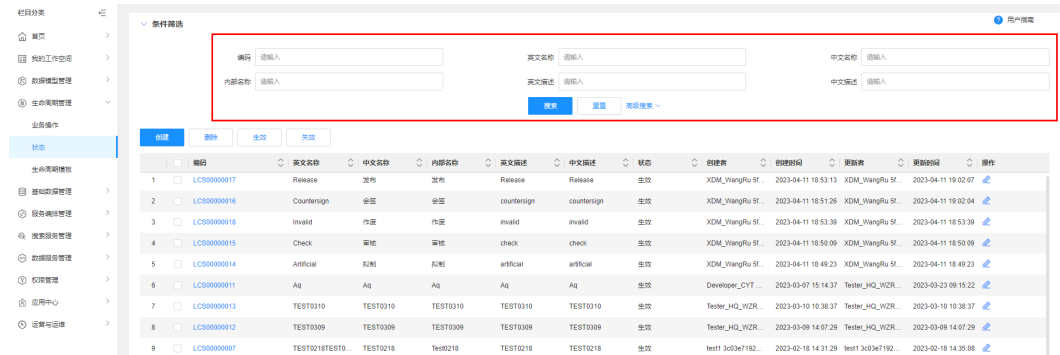 栏目分类
首页
我的工作空间
数据模型管理
生命周期管理
业务操作
状态
生命周期模板
基础数据管理
服务编排管理
搜索服务管理
数据服务管理
权限管理
应用中心
运营与运维
条件筛选
? 用户指南
编码 请输入 英文名称 请输入 中文名称 请输入
内部名称 请输入 英文描述 请输入 中文描述 请输入
搜索 重置 高级搜索
创建 删除 生效 失效
编码 英文名称 中文名称 内部名称 英文描述 中文描述 状态 创建者 创建时间 更新者 更新时间 操作
1 LCS00000017 Release 发布 发布 Release Release 生效 XDM_WangRu 5f... 2023-04-11 18:53:13 XDM_WangRu 5f... 2023-04-11 19:02:07
2 LCS00000016 Countersign 会签 会签 countersign countersign 生效 XDM_WangRu 5f... 2023-04-11 18:51:26 XDM_WangRu 5f... 2023-04-11 19:02:04
3 LCS00000018 Invalid 作废 作废 invalid invalid 生效 XDM_WangRu 5f... 2023-04-11 18:53:39 XDM_WangRu 5f... 2023-04-11 18:53:39
4 LCS00000015 Check 审核 审核 check check 生效 XDM_WangRu 5f... 2023-04-11 18:50:09 XDM_WangRu 5f... 2023-04-11 18:50:09
5 LCS00000014 Artificial 拟制 拟制 artificial artificial 生效 XDM_WangRu 5f... 2023-04-11 18:49:23 XDM_WangRu 5f... 2023-04-11 18:49:23
6 LCS00000011 Aq Aq Aq Aq Aq 生效 Developer_CYT ... 2023-03-07 15:14:37 Tester_HQ_WZR... 2023-03-23 09:15:22
7 LCS00000013 TEST0310 TEST0310 TEST0310 TEST0310 TEST0310 生效 Tester_HQ_WZR... 2023-03-10 10:38:37 Tester_HQ_WZR... 2023-03-10 10:38:37
8 LCS00000012 TEST0309 TEST0309 TEST0309 TEST0309 TEST0309 生效 Tester_HQ_WZR... 2023-03-09 14:07:29 Tester_HQ_WZR... 2023-03-09 14:07:29
9 LCS00000007 TEST0218TEST0... TEST0218 Test0218 TEST0218 TEST0218 生效 test1 3c03e7192... 2023-02-18 14:31:29 test1 3c03e7192... 2023-02-18 14:35:08